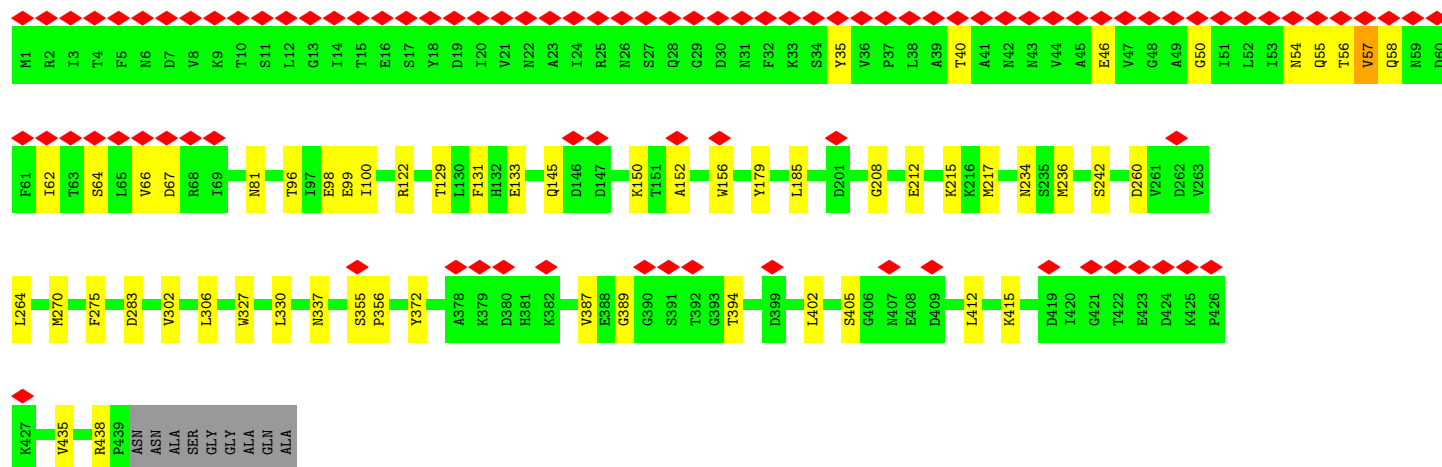 M1 R2 I3 T4 F5 N6 D7 V8 K9 T10 S11 L12 G13 I14 T15 E16 S17 Y18 D19 I20 V21 N22 A23 I24 R25 N26 S27 Q28 G29 D30 N31 F32 K33 S34 Y35 V36 P37 L38 A39 T40 A41 N42 N43 V44 A45 E46 V47 G48 A49 G50 I51 L52 I53 N54 Q55 T56 V57 Q58 N59 D60
F61 I62 T63 S64 L65 V66 D67 R68 I69 N81 T96 I97 E98 E99 I100 R122 T129 L130 F131 H132 E133 Q145 D146 D147 K150 T151 A152 W156 Y179 L185 D201 G208 E212 K215 K216 M217 N234 S235 M236 S242 D260 V261 D262 V263
L264 M270 F275 D283 V302 L306 W327 L330 N337 S355 P356 Y372 A378 K379 D380 H381 K382 V387 E388 G389 G390 S391 T392 G393 T394 D399 L402 S405 G406 N407 E408 D409 L412 K415 D419 I420 G421 T422 E423 D424 K425 P426
K427 V435 R438 P439 ASN ASN ALA SER GLY GLY ALA GLN ALA